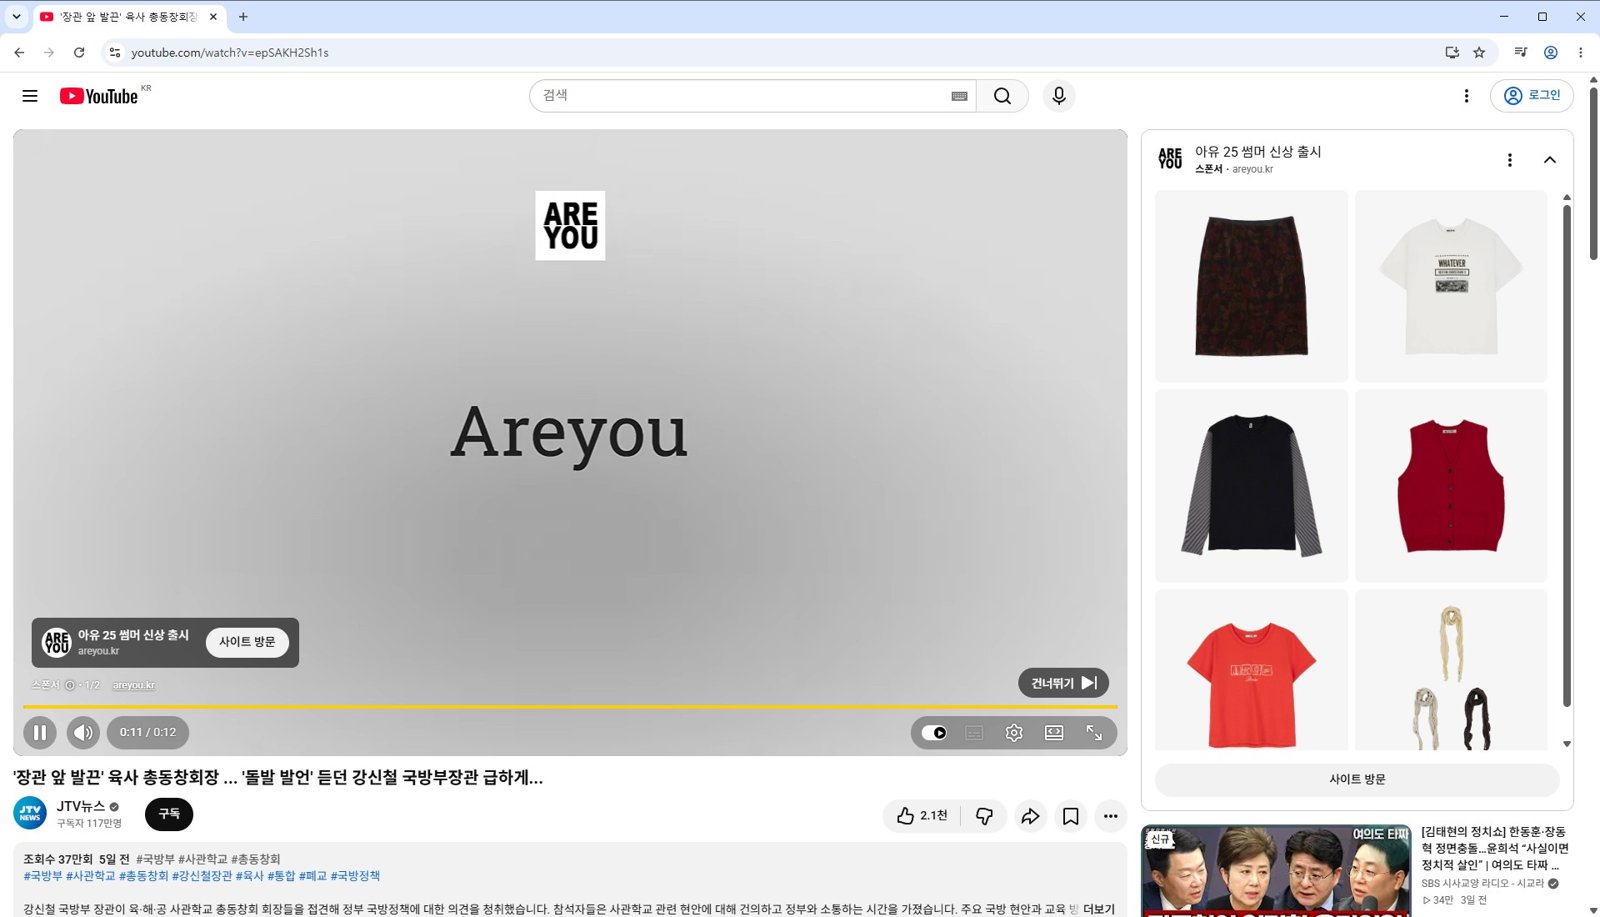 '장관 앞 발끈' 육사 총동창회장
youtube.com/watch?v=epSAKH2Sh1s
YouTube KR
검색
로그인
ARE YOU
Areyou
ARE YOU
아유 25 썸머 신상 출시
areyou.kr
사이트 방문
스폰서 · 1/2 areyou.kr
건너뛰기
0:11 / 0:12
ARE YOU
아유 25 썸머 신상 출시
스폰서 · areyou.kr
WHATEVER
사이트 방문
'장관 앞 발끈' 육사 총동창회장 ... '돌발 발언' 듣던 강신철 국방부장관 급하게...
JTV NEWS
JTV뉴스
구독자 117만명
구독
2.1천
조회수 37만회 5일 전 #국방부 #사관학교 #총동창회
#국방부 #사관학교 #총동창회 #강신철장관 #육사 #통합 #폐교 #국방정책
강신철 국방부 장관이 육·해·공 사관학교 총동창회 회장들을 접견해 정부 국방정책에 대한 의견을 청취했습니다. 참석자들은 사관학교 관련 현안에 대해 건의하고 정부와 소통하는 시간을 가졌습니다. 주요 국방 현안과 교육 방 더보기
신규
여의도 타짜
[김태현의 정치쇼] 한동훈·장동
혁 정면충돌...윤희석 "사실이면
정치적 살인" | 여의도 타짜 ...
SBS 시사교양 라디오 - 시교라
34만 3일 전